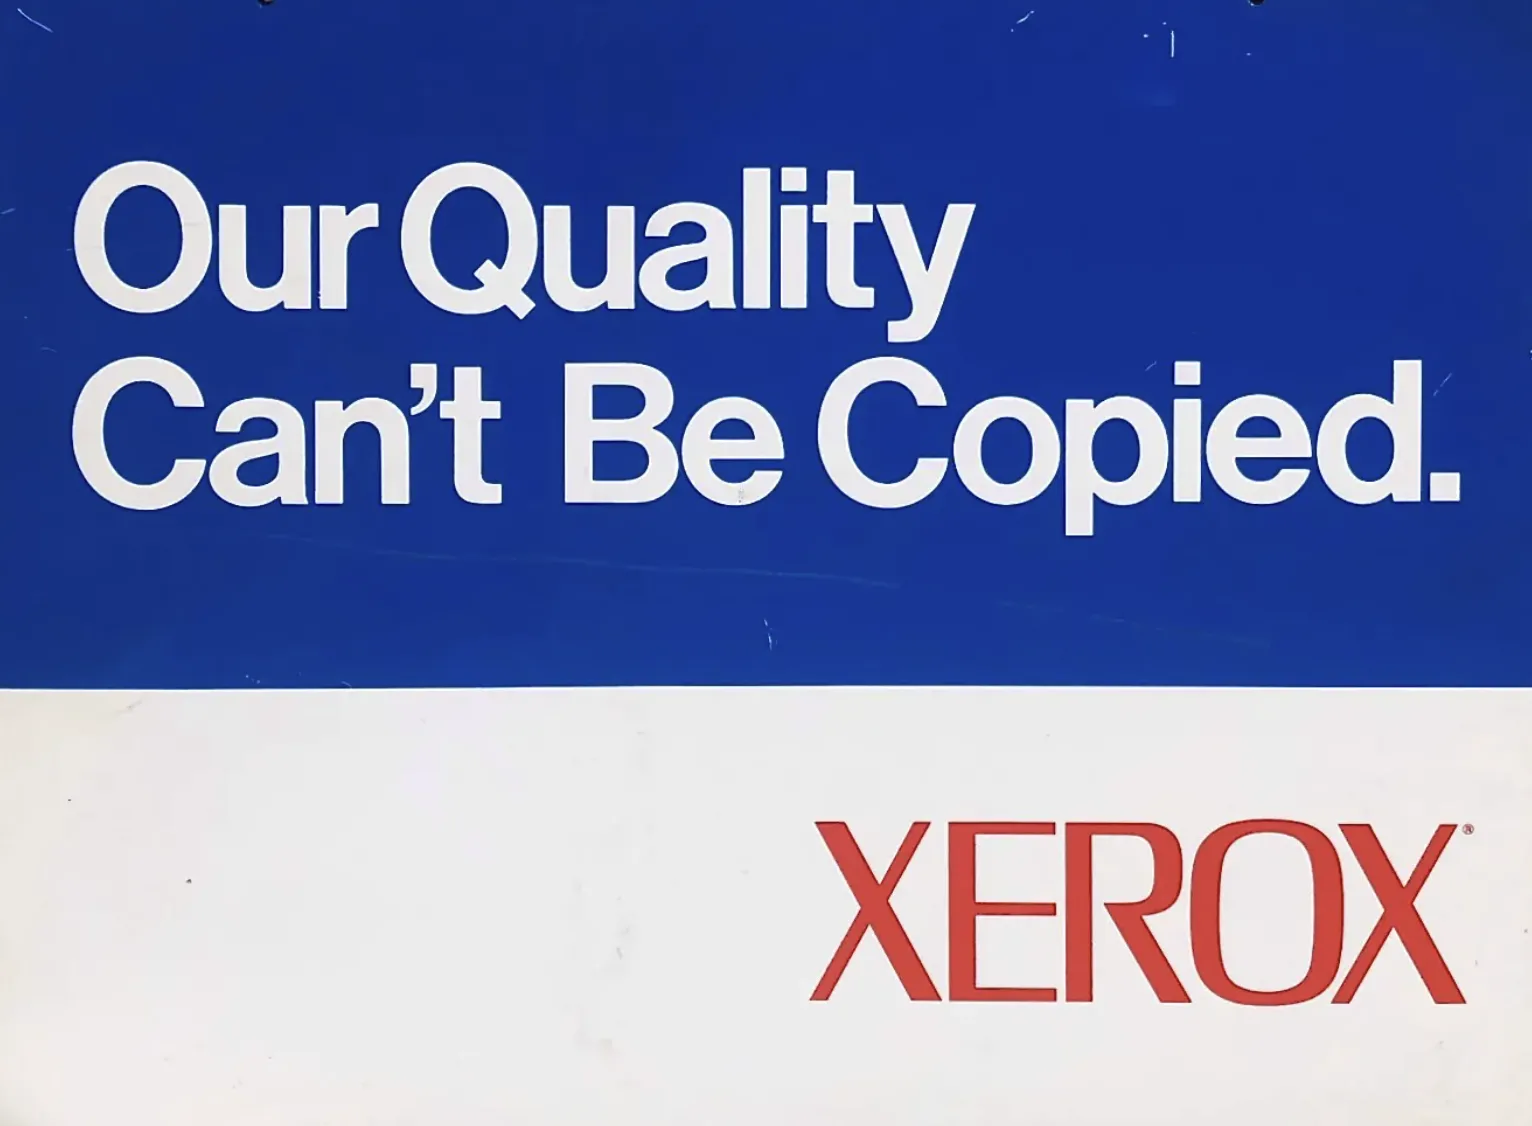 Our Quality
Can't Be Copied.
XEROX®